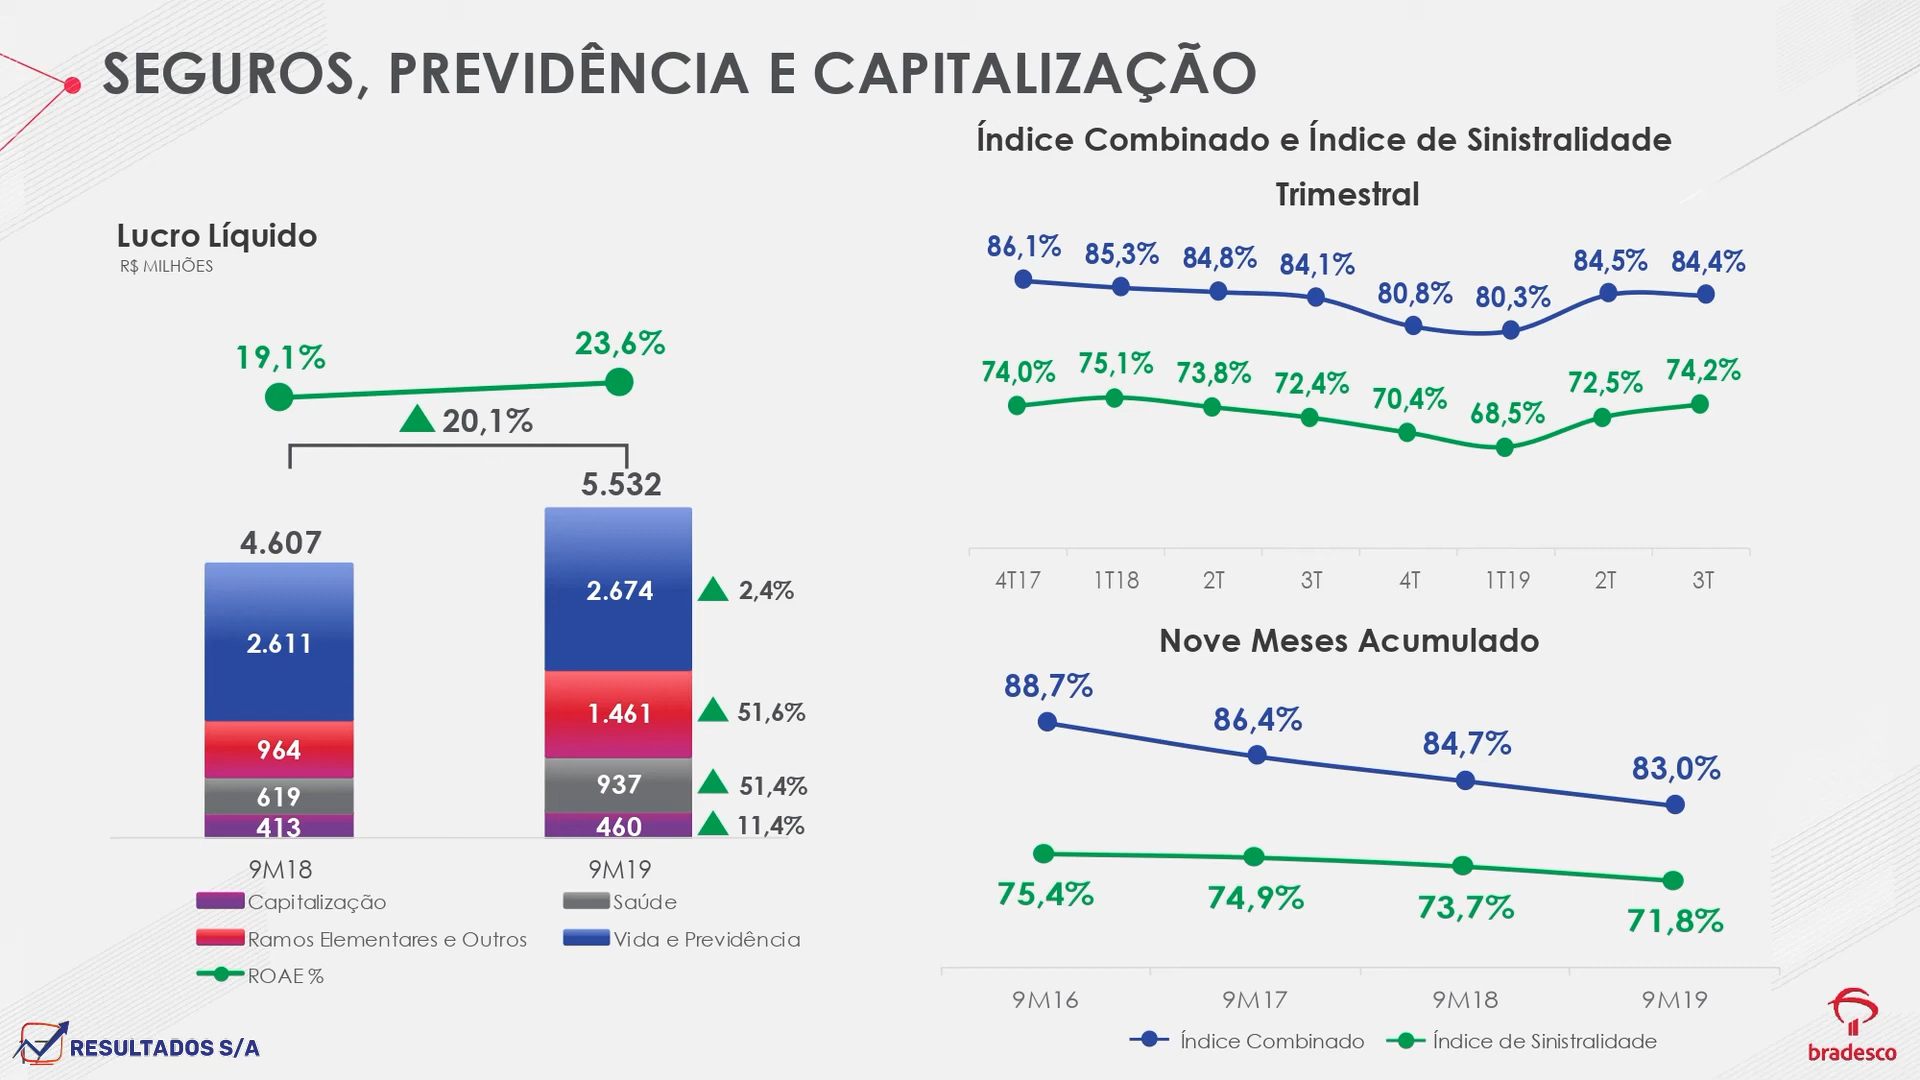 SEGUROS, PREVIDÊNCIA E CAPITALIZAÇÃO
Lucro Líquido
R$ MILHÕES
19,1%
23,6%
20,1%
4.607
5.532
2.611
964
619
413
2.674
1.461
937
460
2,4%
51,6%
51,4%
11,4%
9M18
9M19
Capitalização
Saúde
Ramos Elementares e Outros
Vida e Previdência
ROAE %
Índice Combinado e Índice de Sinistralidade
Trimestral
86,1% 85,3% 84,8% 84,1% 80,8% 80,3% 84,5% 84,4%
74,0% 75,1% 73,8% 72,4% 70,4% 68,5% 72,5% 74,2%
4T17 1T18 2T 3T 4T 1T19 2T 3T
Nove Meses Acumulado
88,7% 86,4% 84,7% 83,0%
75,4% 74,9% 73,7% 71,8%
9M16 9M17 9M18 9M19
Índice Combinado
Índice de Sinistralidade
RESULTADOS S/A
bradesco